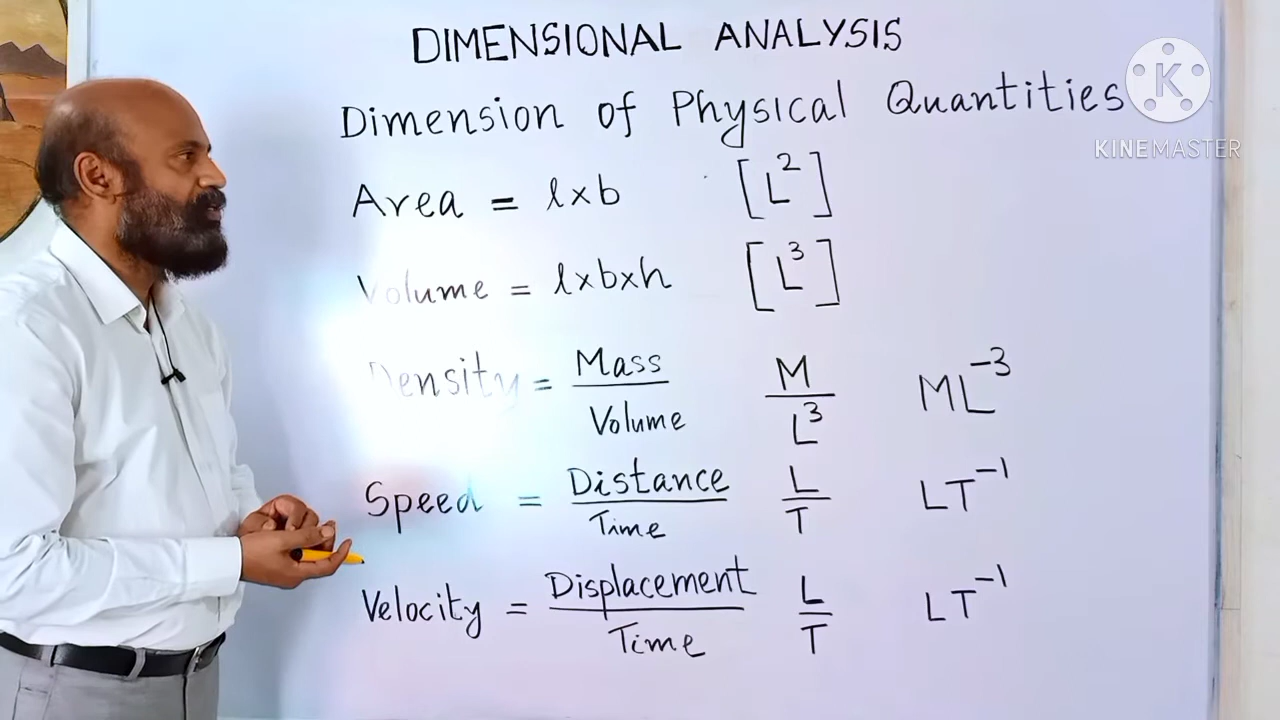 DIMENSIONAL ANALYSIS
Dimension of Physical Quantities
K
KINEMASTER
Area = l×b [L²]
Volume = l×b×h [L³]
Density = Mass/Volume M/L³ ML⁻³
Speed = Distance/Time L/T LT⁻¹
Velocity = Displacement/Time L/T LT⁻¹